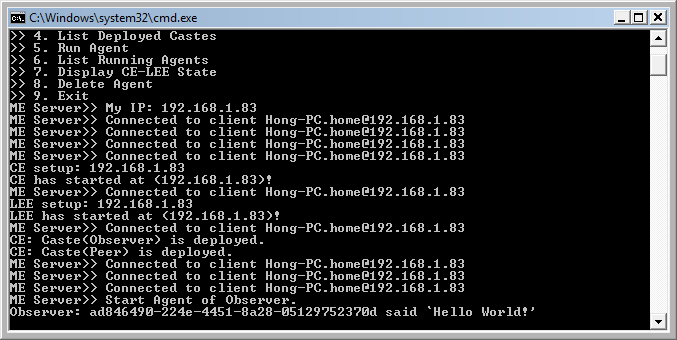 C:\Windows\system32\cmd.exe
>> 4. List Deployed Castes
>> 5. Run Agent
>> 6. List Running Agents
>> 7. Display CE-LEE State
>> 8. Delete Agent
>> 9. Exit
ME Server>> My IP: 192.168.1.83
ME Server>> Connected to client Hong-PC.home@192.168.1.83
ME Server>> Connected to client Hong-PC.home@192.168.1.83
ME Server>> Connected to client Hong-PC.home@192.168.1.83
ME Server>> Connected to client Hong-PC.home@192.168.1.83
CE setup: 192.168.1.83
CE has started at (192.168.1.83)!
ME Server>> Connected to client Hong-PC.home@192.168.1.83
LEE setup: 192.168.1.83
LEE has started at (192.168.1.83)!
ME Server>> Connected to client Hong-PC.home@192.168.1.83
CE: Caste(Observer) is deployed.
CE: Caste(Peer) is deployed.
ME Server>> Connected to client Hong-PC.home@192.168.1.83
ME Server>> Connected to client Hong-PC.home@192.168.1.83
ME Server>> Connected to client Hong-PC.home@192.168.1.83
ME Server>> Start Agent of Observer.
Observer: ad846490-224e-4451-8a28-05129752370d said `Hello World!'